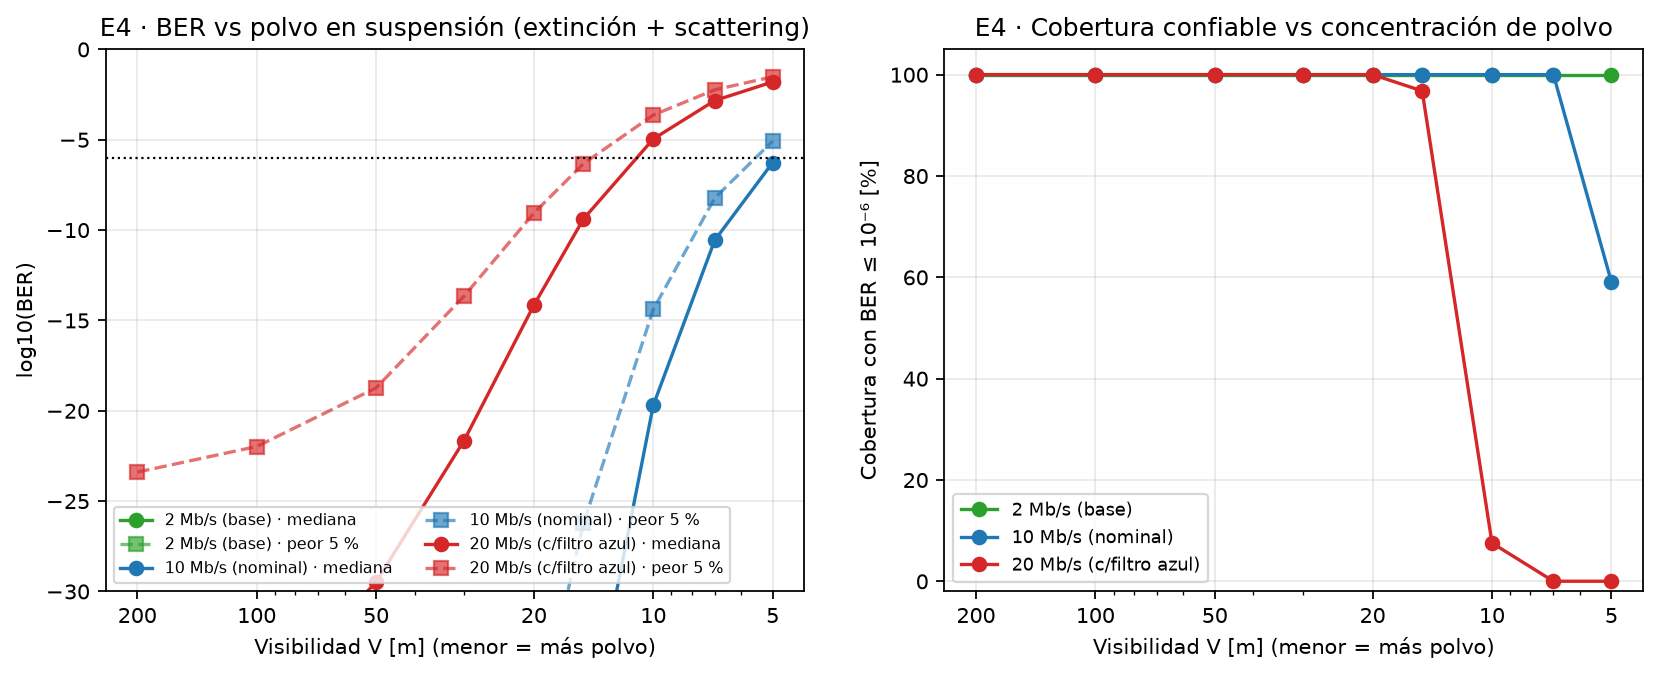 E4 · BER vs polvo en suspensión (extinción + scattering)
log10(BER)
0
−5
−10
−15
−20
−25
−30
2 Mb/s (base) · mediana
2 Mb/s (base) · peor 5 %
10 Mb/s (nominal) · mediana
10 Mb/s (nominal) · peor 5 %
20 Mb/s (c/filtro azul) · mediana
20 Mb/s (c/filtro azul) · peor 5 %
200 100 50 20 10 5
Visibilidad V [m] (menor = más polvo)
E4 · Cobertura confiable vs concentración de polvo
Cobertura con BER ≤ 10⁻⁶ [%]
100
80
60
40
20
0
2 Mb/s (base)
10 Mb/s (nominal)
20 Mb/s (c/filtro azul)
200 100 50 20 10 5
Visibilidad V [m] (menor = más polvo)